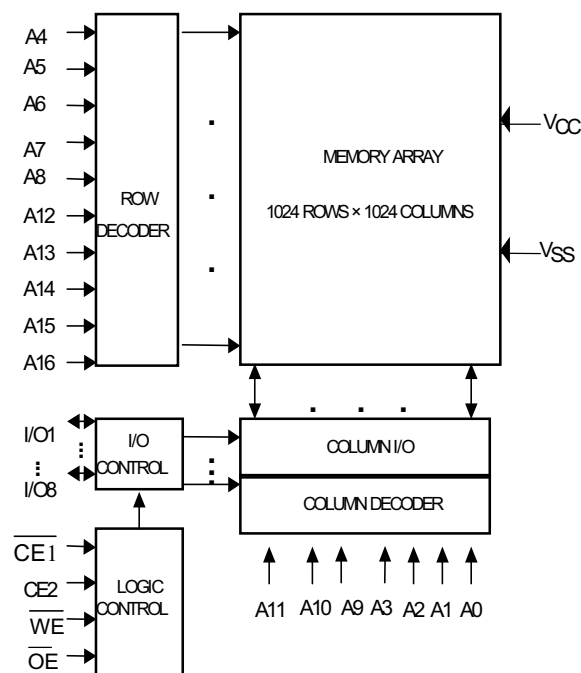 A4
A5
A6
A7
A8
A12
A13
A14
A15
A16
ROW
DECODER
MEMORY ARRAY
1024 ROWS × 1024 COLUMNS
VCC
VSS
I/O1
I/O8
I/O
CONTROL
COLUMN I/O
COLUMN DECODER
CE1
CE2
WE
OE
LOGIC
CONTROL
A11 A10 A9 A3 A2 A1 A0